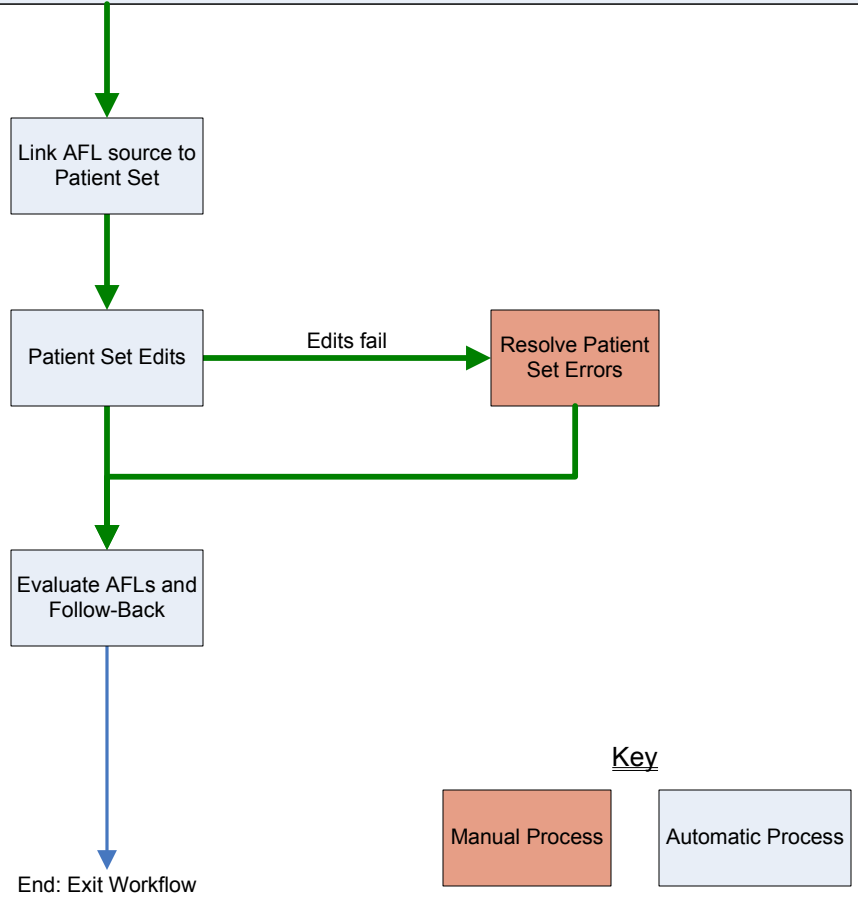 Link AFL source to
Patient Set
Patient Set Edits
Edits fail
Resolve Patient
Set Errors
Evaluate AFLs and
Follow-Back
Key
Manual Process
Automatic Process
End: Exit Workflow